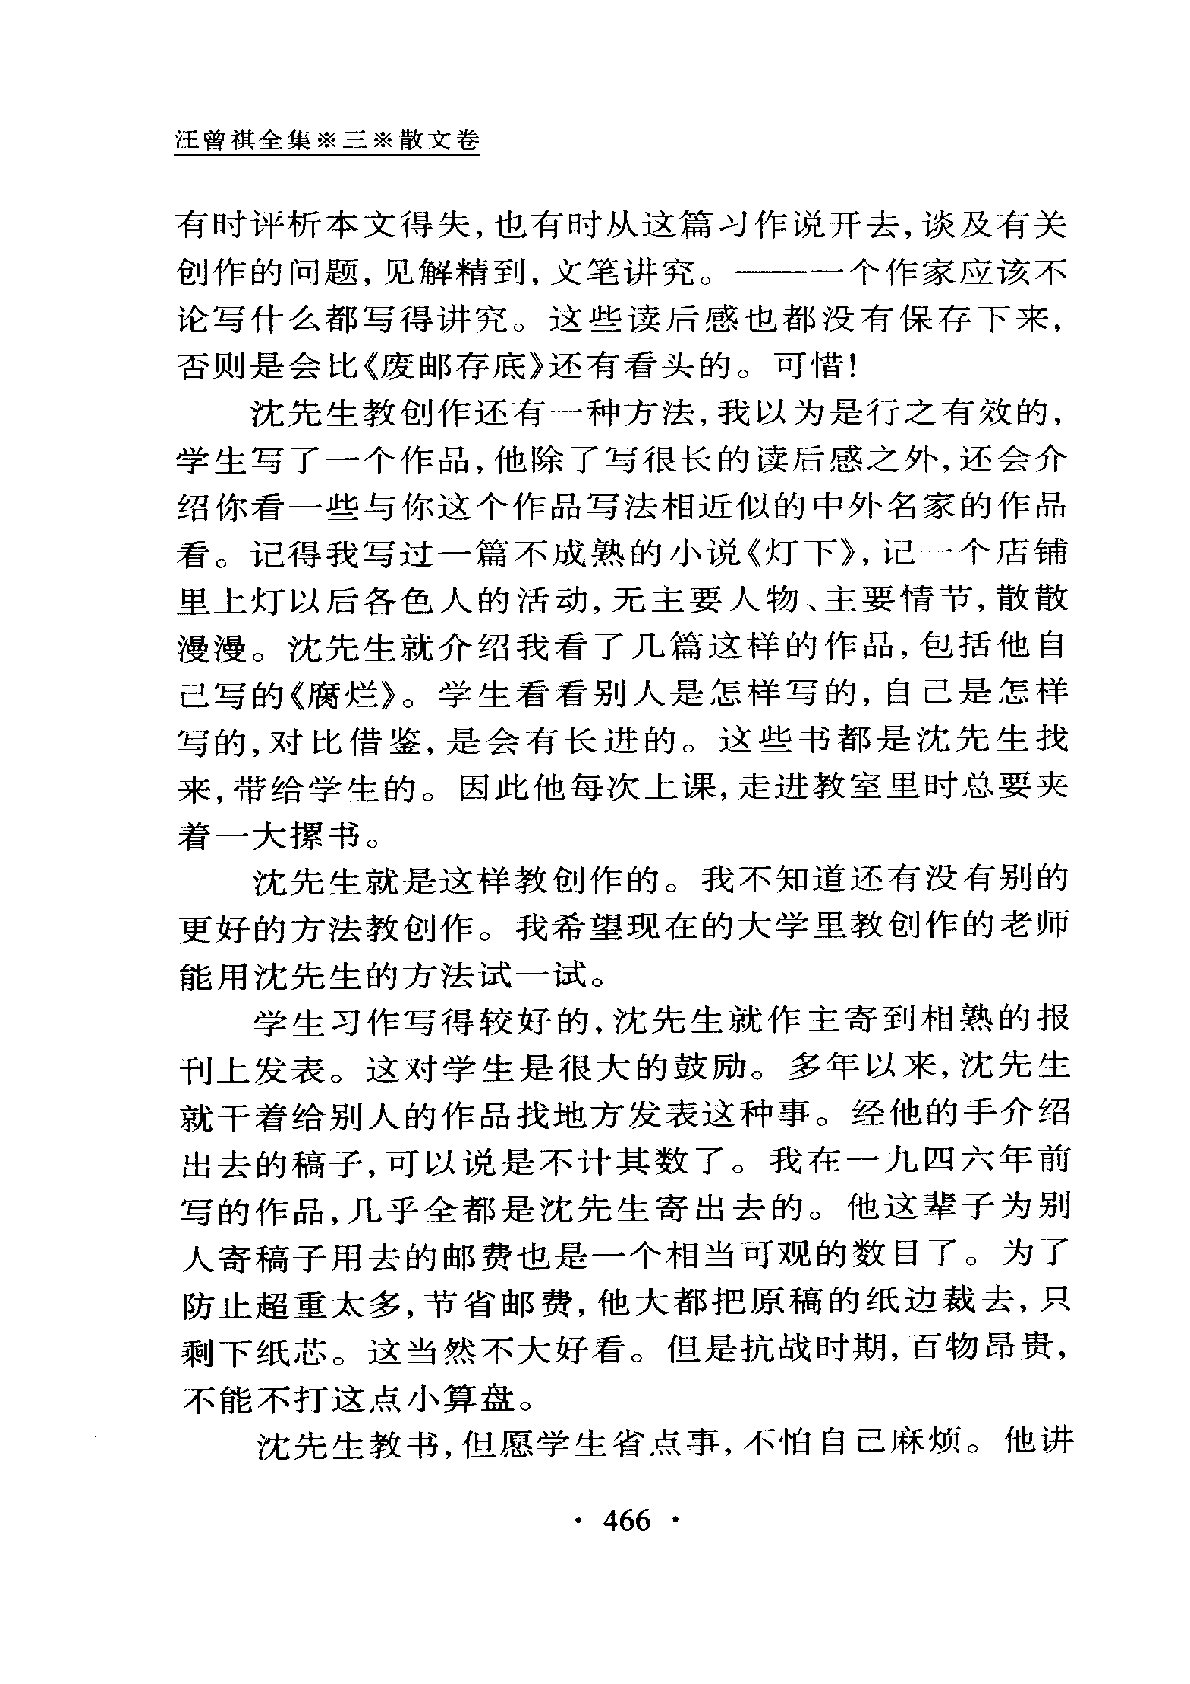 汪曾祺全集※三※散文卷
有时评析本文得失,也有时从这篇习作说开去,谈及有关
创作的问题,见解精到,文笔讲究。——一个作家应该不
论写什么都写得讲究。这些读后感也都没有保存下来,
否则是会比《废邮存底》还有看头的。可惜!
沈先生教创作还有一种方法,我以为是行之有效的,
学生写了一个作品,他除了写很长的读后感之外,还会介
绍你看一些与你这个作品写法相近似的中外名家的作品
看。记得我写过一篇不成熟的小说《灯下》,记一个店铺
里上灯以后各色人的活动,无主要人物、主要情节,散散
漫漫。沈先生就介绍我看了几篇这样的作品,包括他自
己写的《腐烂》。学生看看别人是怎样写的,自己是怎样
写的,对比借鉴,是会有长进的。这些书都是沈先生找
来,带给学生的。因此他每次上课,走进教室里时总要夹
着一大摞书。
沈先生就是这样教创作的。我不知道还有没有别的
更好的方法教创作。我希望现在的大学里教创作的老师
能用沈先生的方法试一试。
学生习作写得较好的,沈先生就作主寄到相熟的报
刊上发表。这对学生是很大的鼓励。多年以来,沈先生
就干着给别人的作品找地方发表这种事。经他的手介绍
出去的稿子,可以说是不计其数了。我在一九四六年前
写的作品,几乎全都是沈先生寄出去的。他这辈子为别
人寄稿子用去的邮费也是一个相当可观的数目了。为了
防止超重太多,节省邮费,他大都把原稿的纸边裁去,只
剩下纸芯。这当然不大好看。但是抗战时期,百物昂贵,
不能不打这点小算盘。
沈先生教书,但愿学生省点事,不怕自己麻烦。他讲
· 466 ·